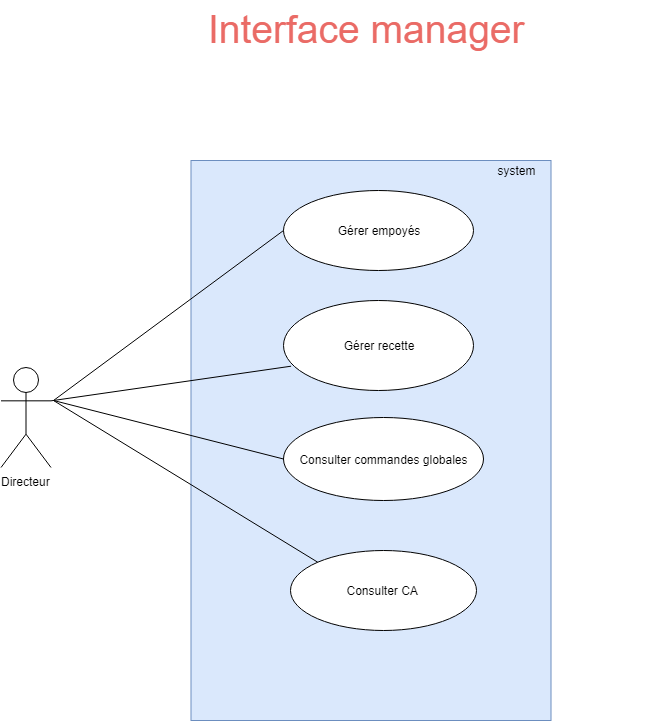 Interface manager
system
Gérer empoyés
Gérer recette
Consulter commandes globales
Directeur
Consulter CA